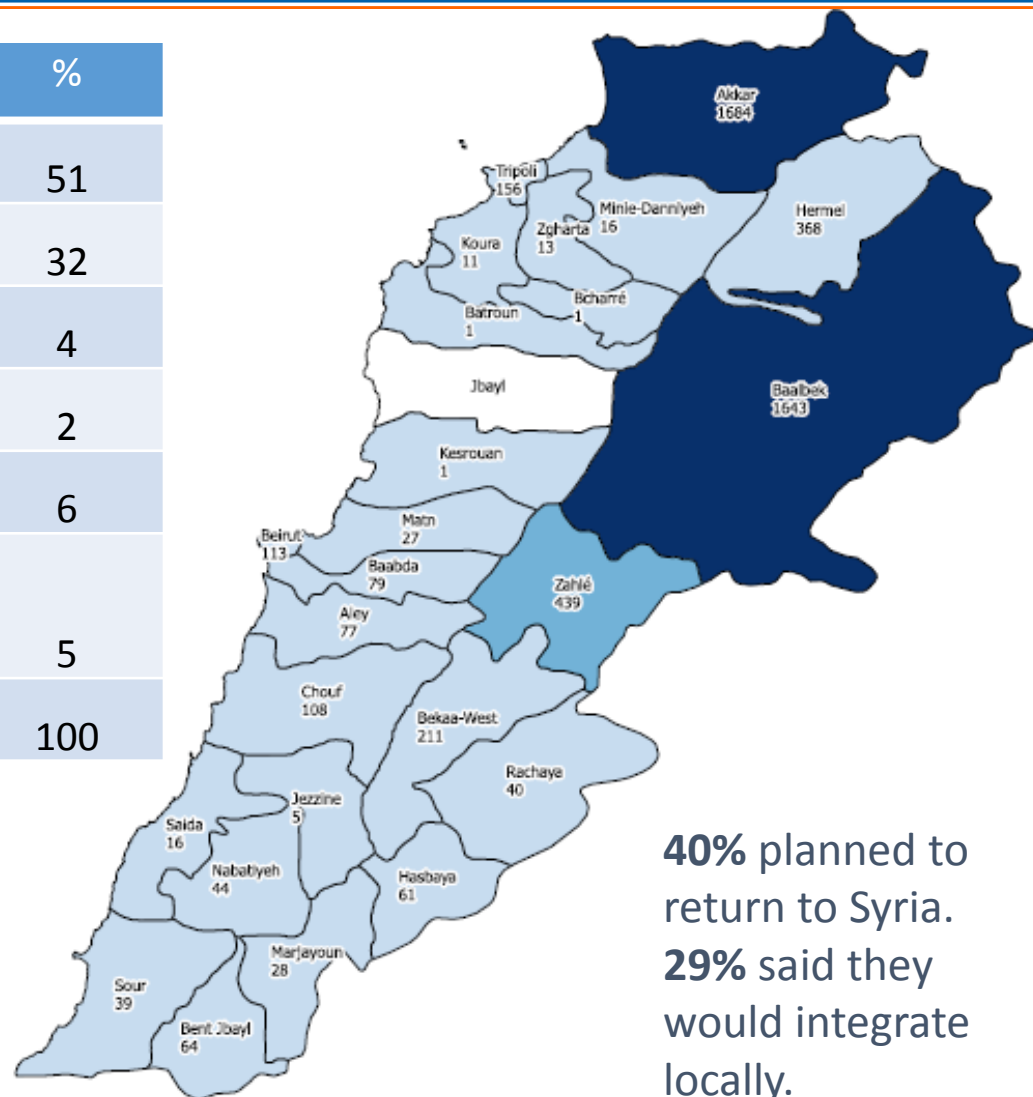 %
51
32
4
2
6
5
100
Akkar
1684
Tripoli
156
Minie-Danniyeh
16
Hermel
368
Zgharta
13
Koura
11
Bcharré
1
Batroun
1
Jbayl
Baalbek
1643
Kesrouan
1
Matn
27
Beirut
113
Baabda
79
Zahlé
439
Aley
77
Chouf
108
Bekaa-West
211
Rachaya
40
Jezzine
5
Saida
16
Nabatiyeh
44
Hasbaya
61
Marjayoun
28
Sour
39
Bent Jbayl
64
40% planned to
return to Syria.
29% said they
would integrate
locally.